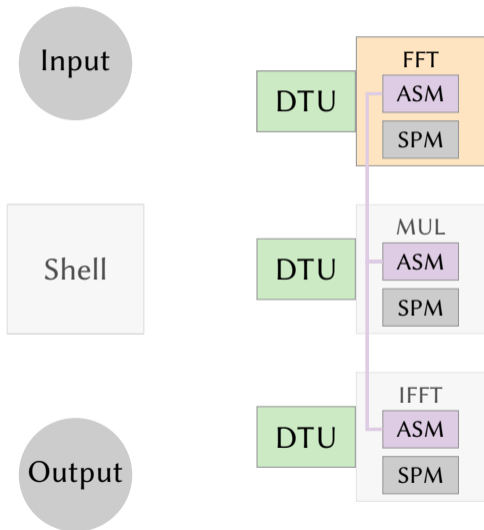 Input
FFT
DTU
ASM
SPM
Shell
MUL
DTU
ASM
SPM
Output
IFFT
DTU
ASM
SPM